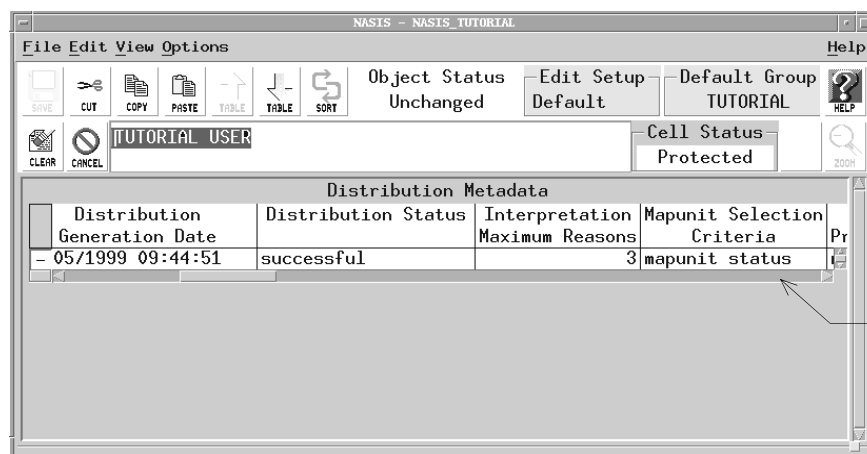 NASIS - NASIS_TUTORIAL
File Edit View Options Help
SAVE CUT COPY PASTE TABLE TABLE SORT Object Status Unchanged Edit Setup Default Default Group TUTORIAL HELP
CLEAR CANCEL TUTORIAL USER Cell Status Protected ZOOM
Distribution Metadata
Distribution Distribution Status Interpretation Mapunit Selection
Generation Date Maximum Reasons Criteria Pr
05/1999 09:44:51 successful 3 mapunit status